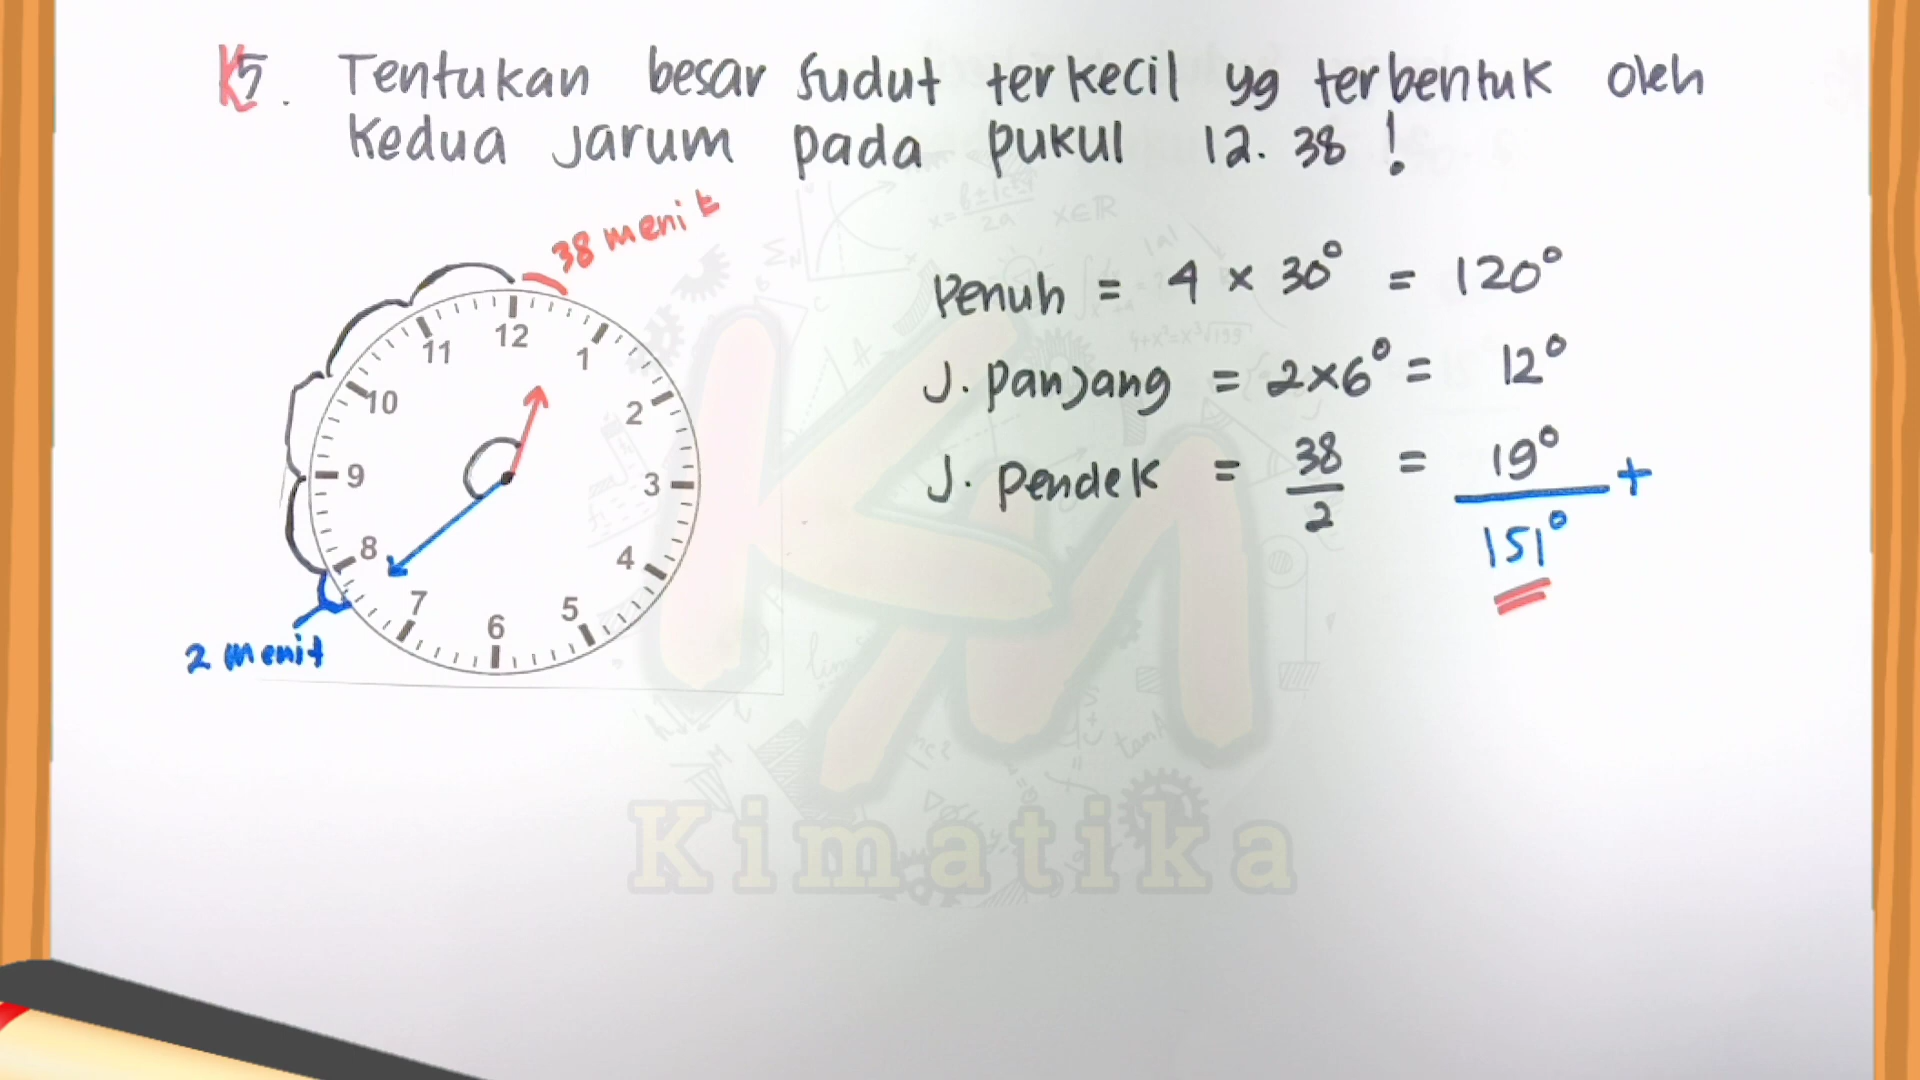 K5. Tentukan besar sudut terkecil yg terbentuk oleh
kedua jarum pada pukul 12.38 !
38 menit
12
1
2
3
4
5
6
7
8
9
10
11
2 menit
Penuh = 4 × 30° = 120°
J. panjang = 2×6° = 12°
J. pendek = 38/2 = 19° +
151°
Kimatika